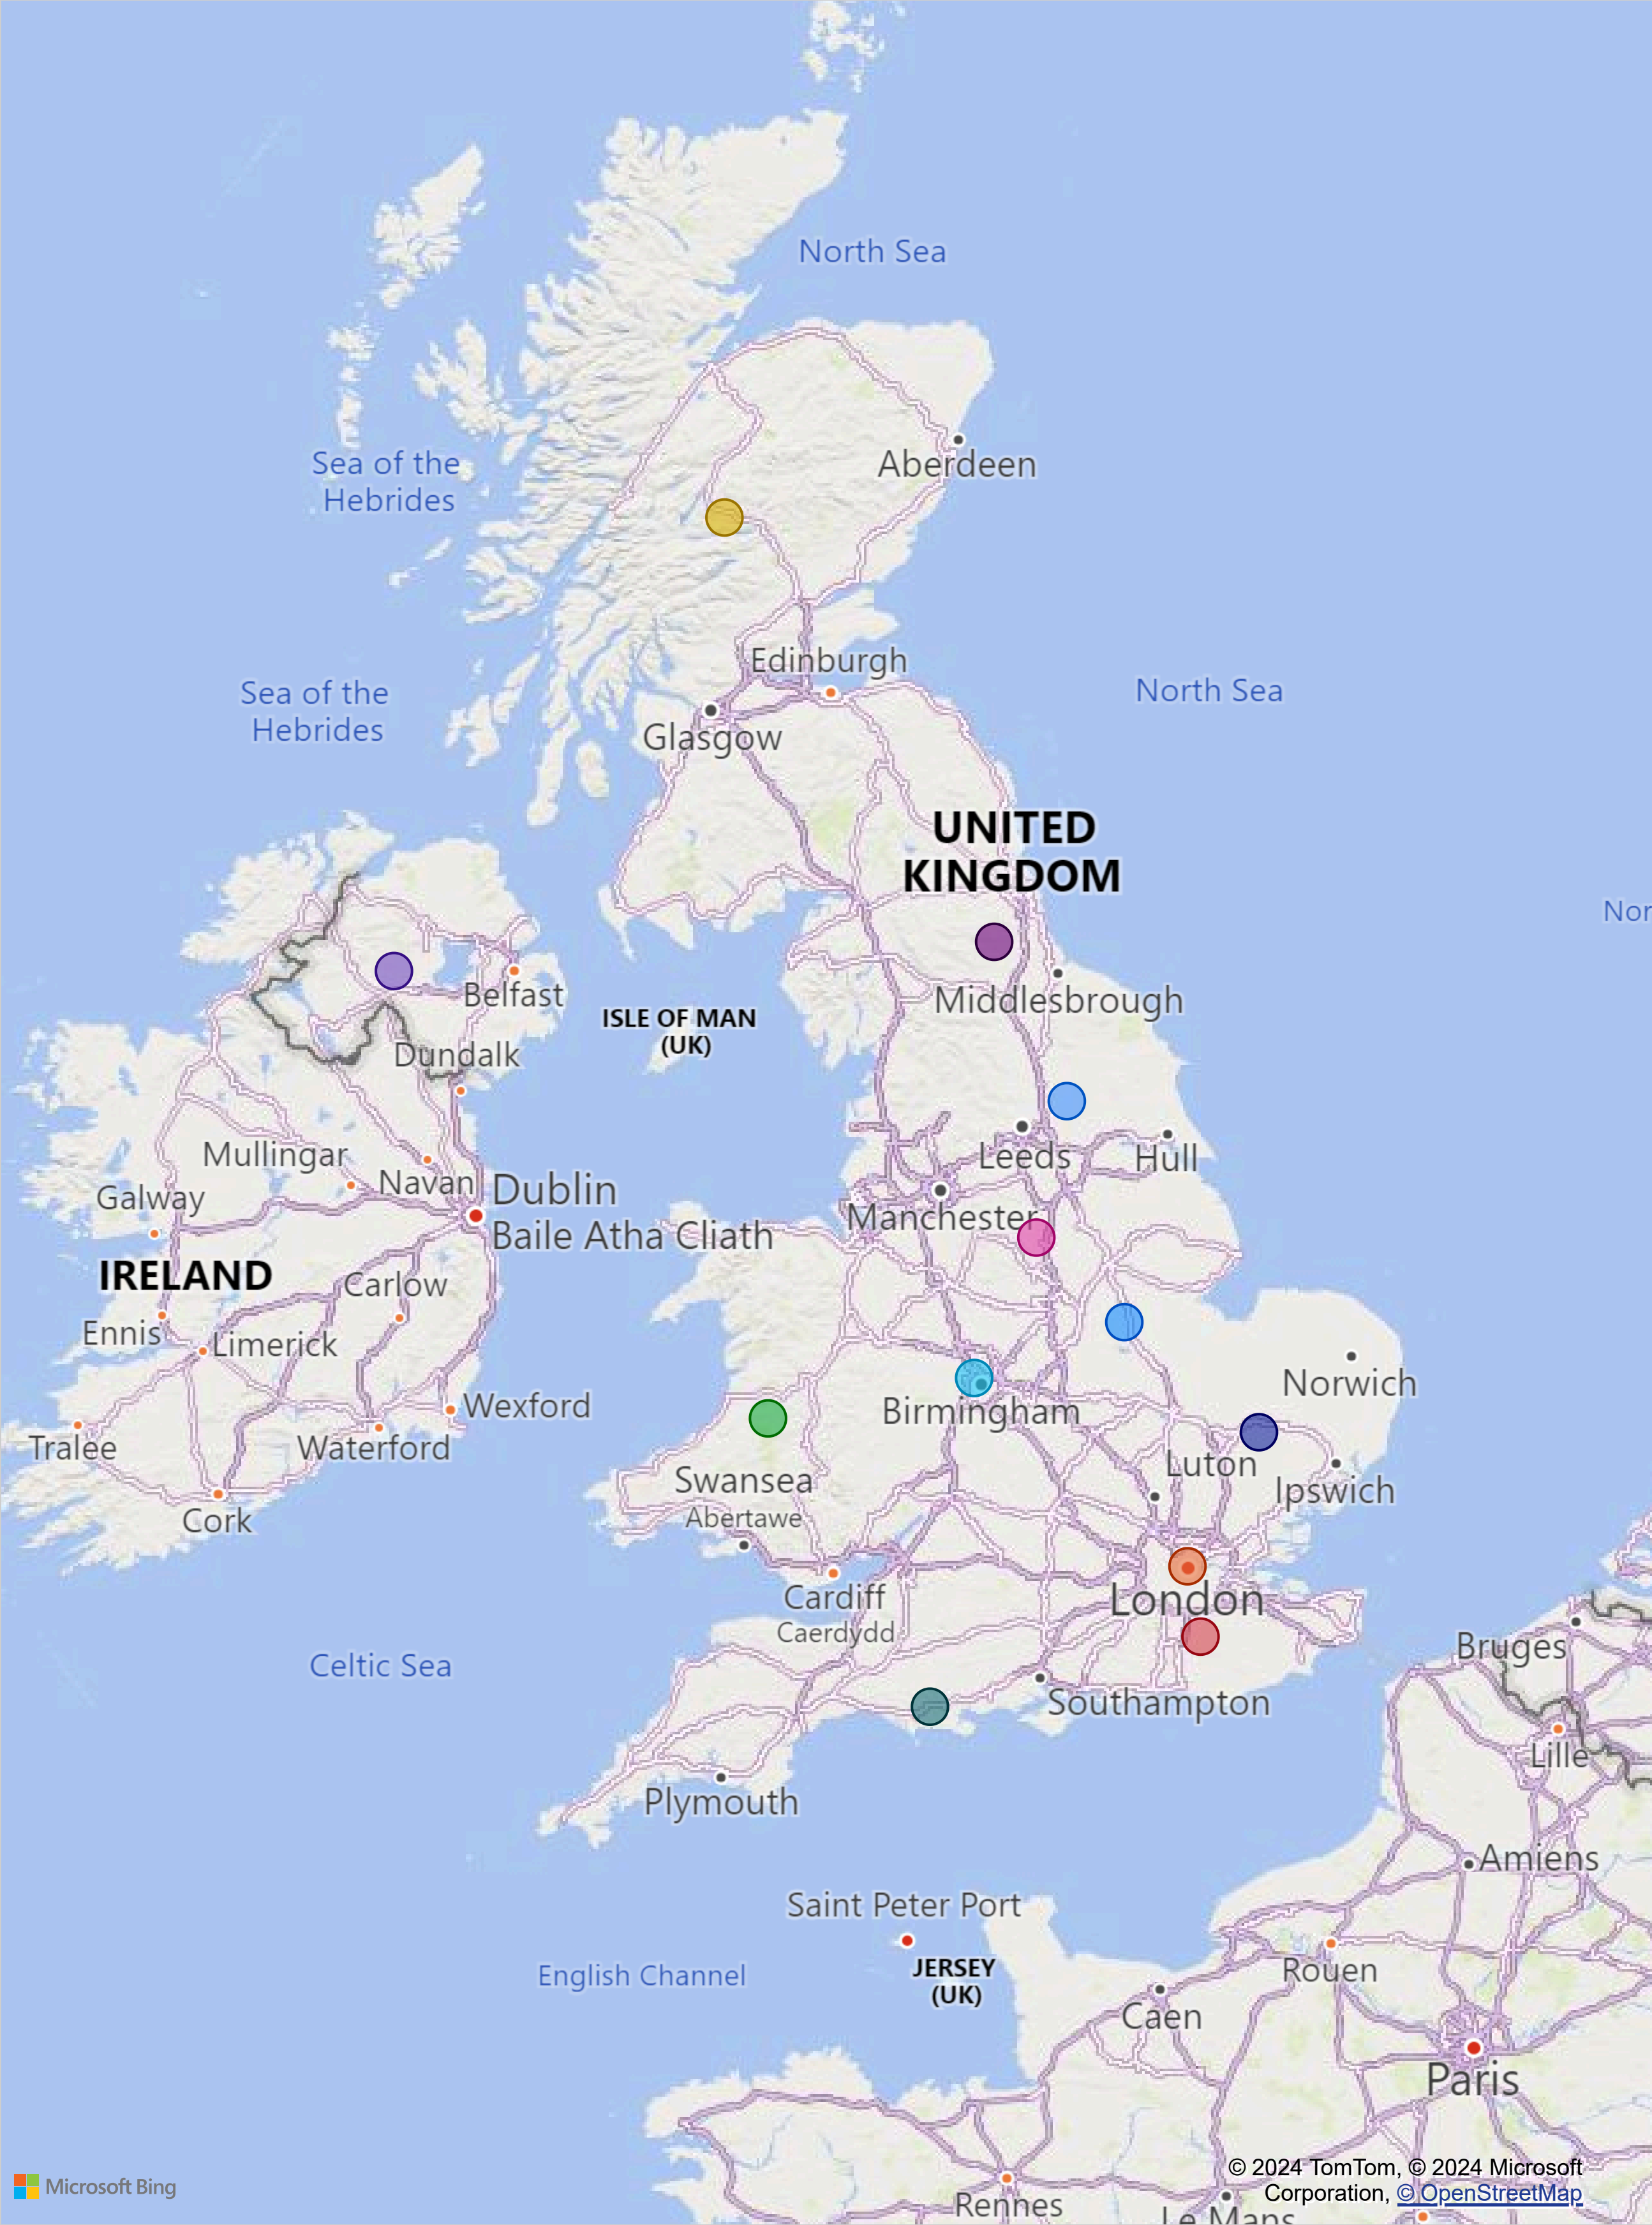 North Sea
Aberdeen
Sea of the
Hebrides
Edinburgh
Sea of the
Hebrides
North Sea
Glasgow
UNITED
KINGDOM
Nor
Belfast
Middlesbrough
ISLE OF MAN
(UK)
Dundalk
Mullingar
Navan
Leeds
Hull
Galway
Dublin
Baile Atha Cliath
Manchester
IRELAND
Carlow
Ennis
Limerick
Norwich
Wexford
Birmingham
Tralee
Waterford
Luton
Swansea
Abertawe
Ipswich
Cork
Cardiff
Caerdydd
London
Bruges
Celtic Sea
Southampton
Lille
Plymouth
Amiens
Saint Peter Port
English Channel
JERSEY
(UK)
Rouen
Caen
Paris
© 2024 TomTom, © 2024 Microsoft
Corporation, © OpenStreetMap
Microsoft Bing
Rennes
Le Mans